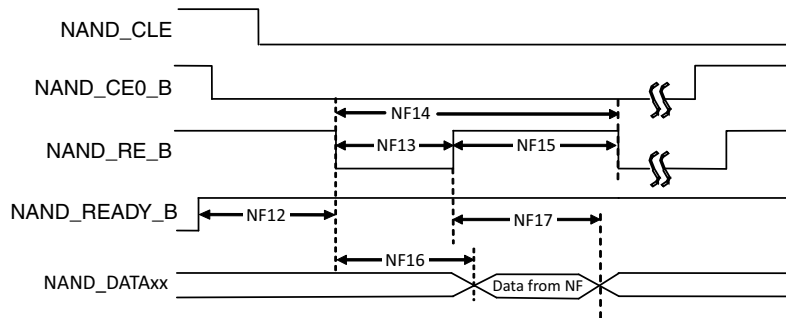 NAND_CLE
NAND_CE0_B
NF14
NAND_RE_B
NF13
NF15
NAND_READY_B
NF12
NF17
NF16
NAND_DATAxx
Data from NF